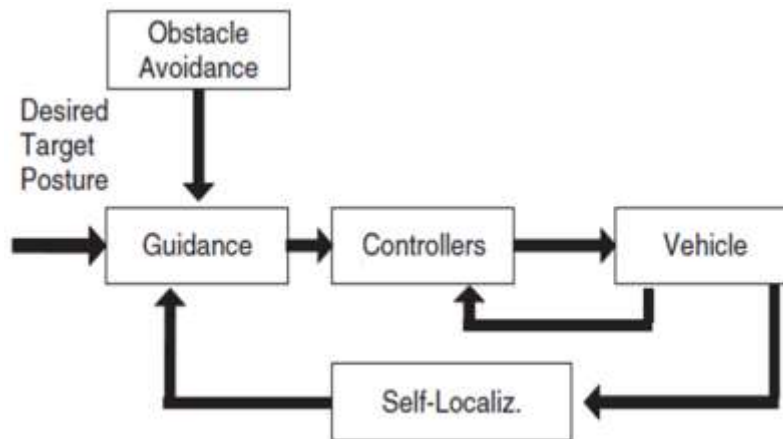 Obstacle
Avoidance
Desired
Target
Posture
Guidance
Controllers
Vehicle
Self-Localiz.